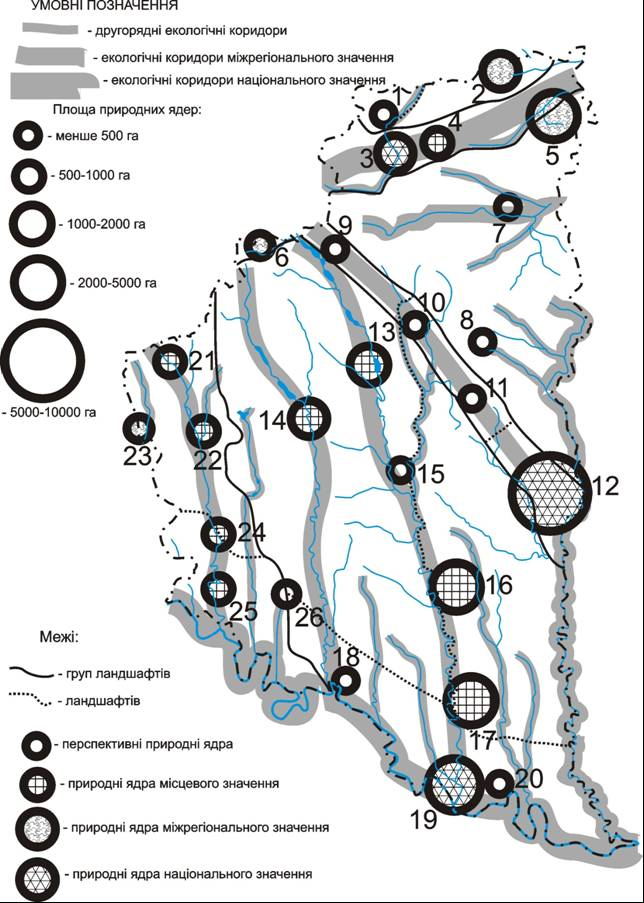 УМОВНІ ПОЗНАЧЕННЯ
- другорядні екологічні коридори
- екологічні коридори міжрегіонального значення
- екологічні коридори національного значення
Площа природних ядер:
- менше 500 га
- 500-1000 га
- 1000-2000 га
- 2000-5000 га
- 5000-10000 га
1
2
3
4
5
6
7
8
9
10
11
12
13
14
15
16
17
18
19
20
21
22
23
24
25
26
Межі:
- груп ландшафтів
- ландшафтів
- перспективні природні ядра
- природні ядра місцевого значення
- природні ядра міжрегіонального значення
- природні ядра національного значення